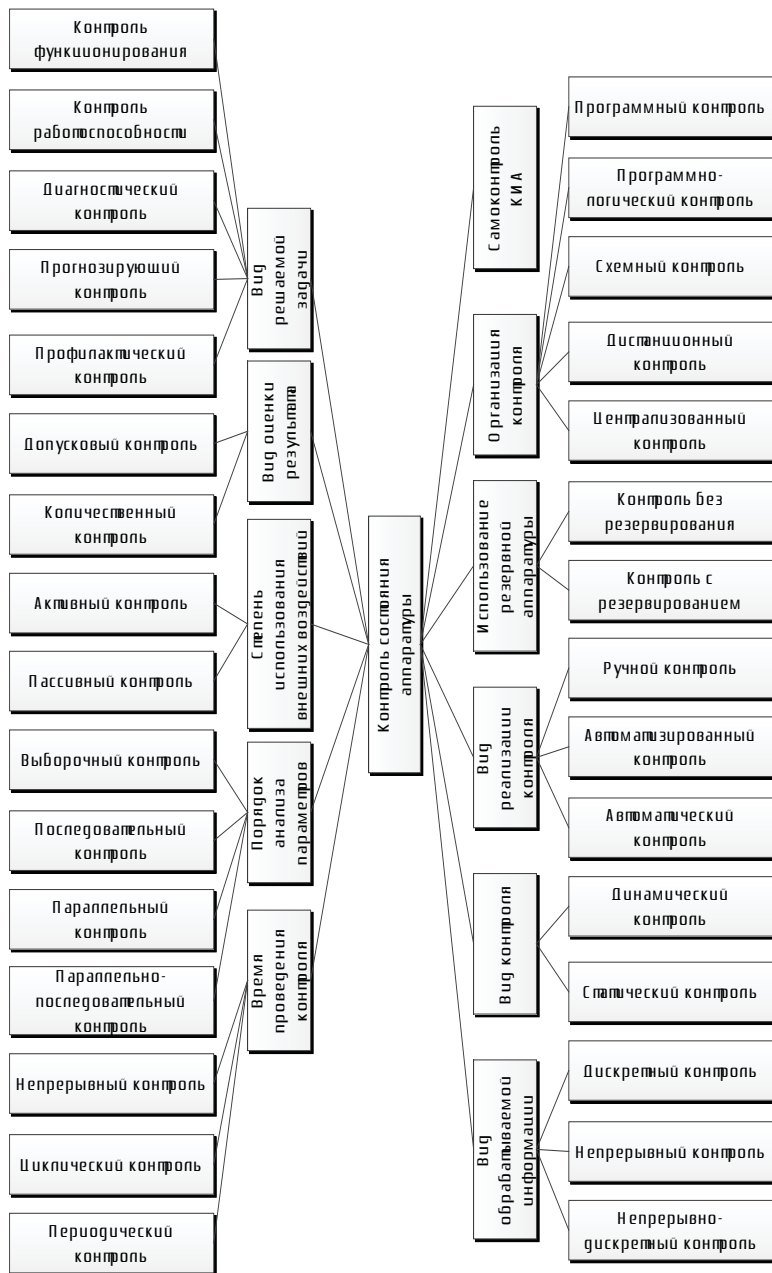 Контроль
функционирования
Контроль
работоспособности
Диагностический
контроль
Прогнозирующий
контроль
Профилактический
контроль
Допусковый контроль
Количественный
контроль
Активный контроль
Пассивный контроль
Выборочный контроль
Последовательный
контроль
Параллельный
контроль
Параллельно-
последовательный
контроль
Непрерывный контроль
Циклический контроль
Периодический
контроль
Вид
решаемой
задачи
Вид оценки
результата
Степень
использования
внешних воздействий
Порядок
анализа
параметров
Время
проведения
контроля
Контроль состояния
аппаратуры
Самоконтроль
КИА
Организация
контроля
Использование
резервной
аппаратуры
Вид
реализации
контроля
Вид контроля
Вид
обрабатываемой
информации
Программный контроль
Программно-
логический контроль
Схемный контроль
Дистанционный
контроль
Централизованный
контроль
Контроль без
резервирования
Контроль с
резервированием
Ручной контроль
Автоматизированный
контроль
Автоматический
контроль
Динамический
контроль
Статический контроль
Дискретный контроль
Непрерывный контроль
Непрерывно-
дискретный контроль